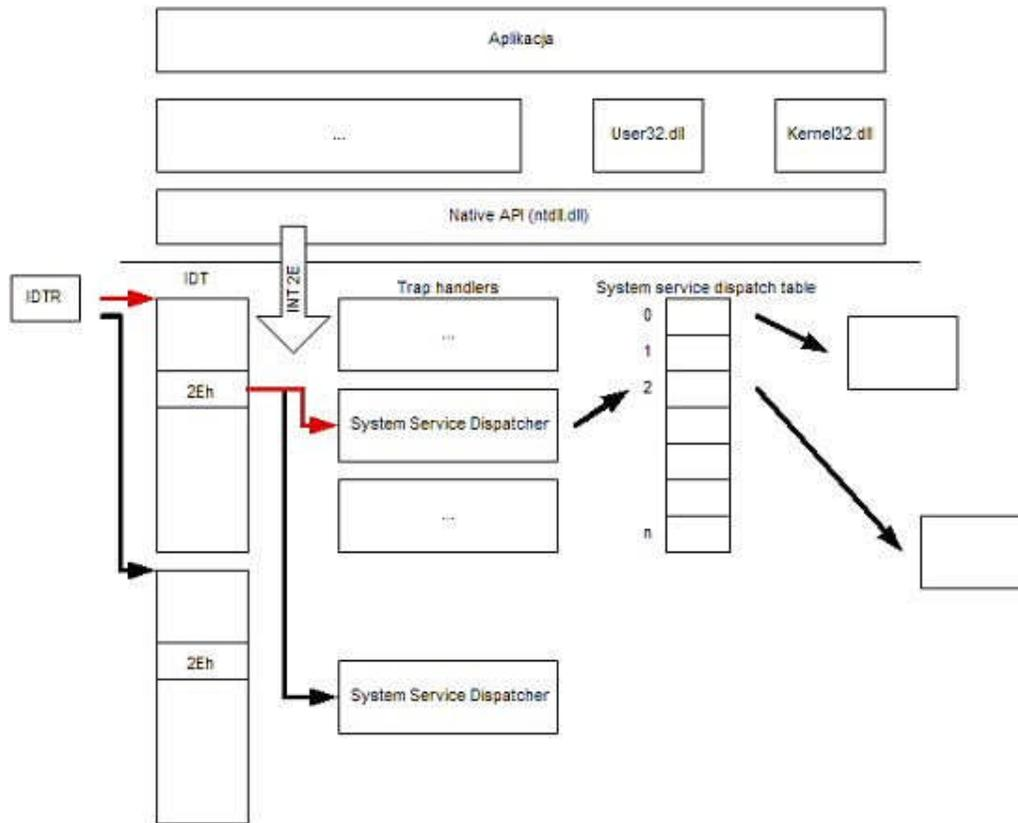 Aplikacja
...
User32.dll
Kernel32.dll
Native API (ntdll.dll)
INT 2E
IDTR
IDT
Trap handlers
System service dispatch table
...
0
1
2Eh
System Service Dispatcher
2
...
n
2Eh
System Service Dispatcher